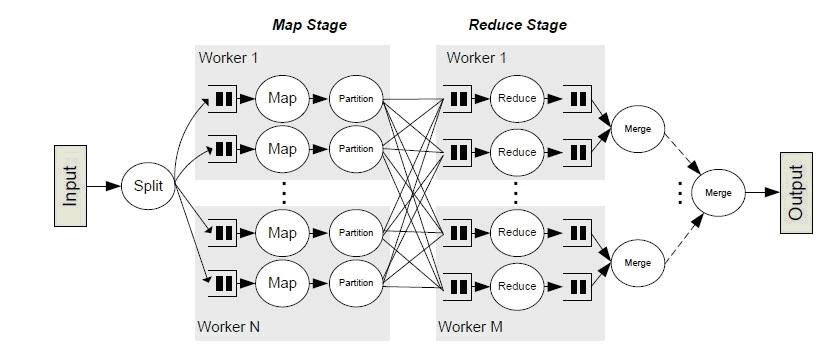 Map Stage
Reduce Stage
Worker 1
Worker 1
Map
Partition
Reduce
Merge
Map
Partition
Reduce
Input
Split
Merge
Output
Map
Partition
Reduce
Merge
Map
Partition
Reduce
Worker N
Worker M